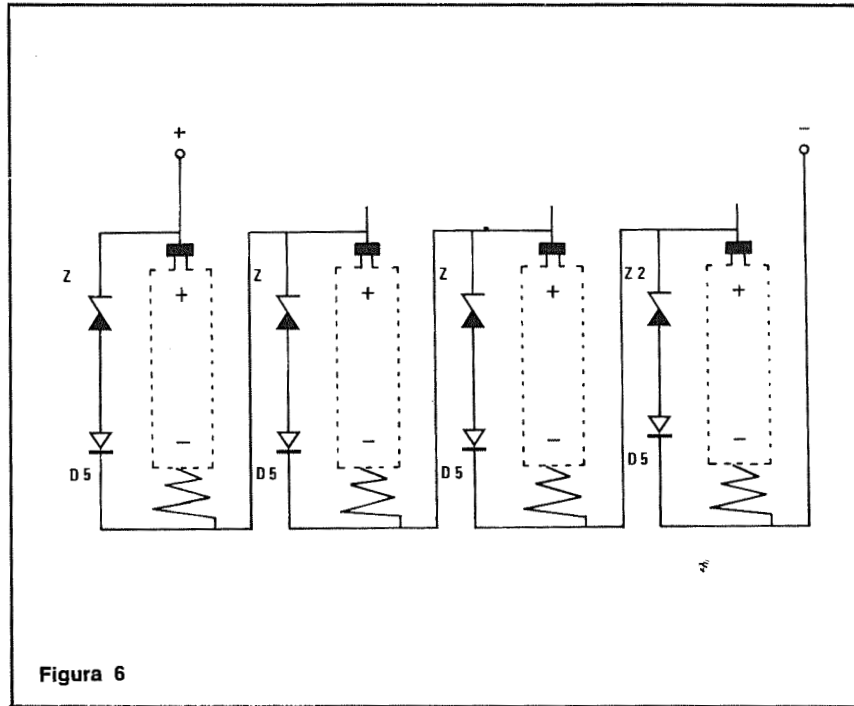 + −
Z Z Z Z 2
+ + + +
− − − −
D 5 D 5 D 5 D 5
Figura 6